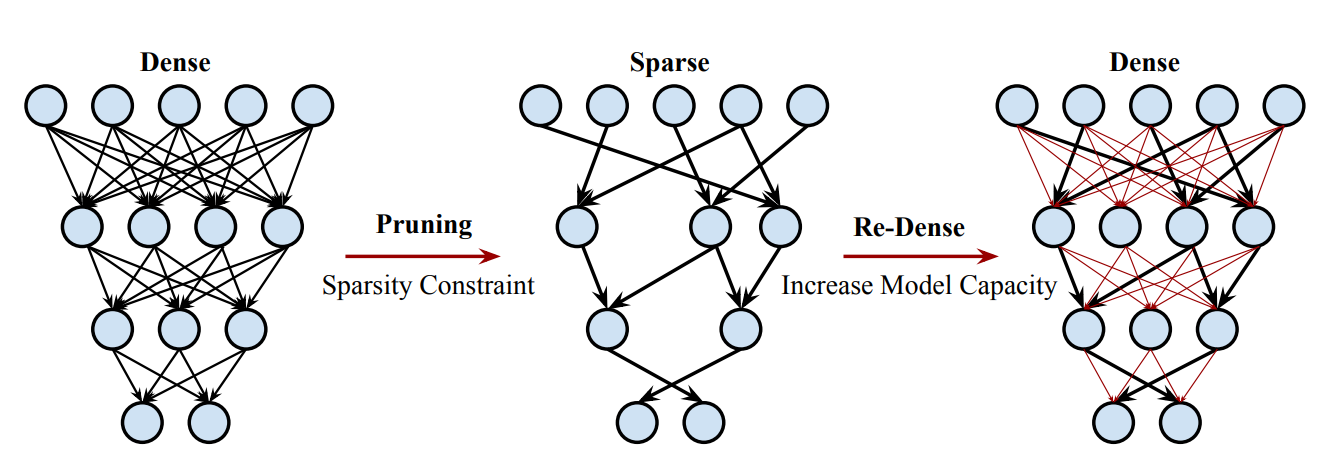 Dense
Sparse
Dense
Pruning
Sparsity Constraint
Re-Dense
Increase Model Capacity